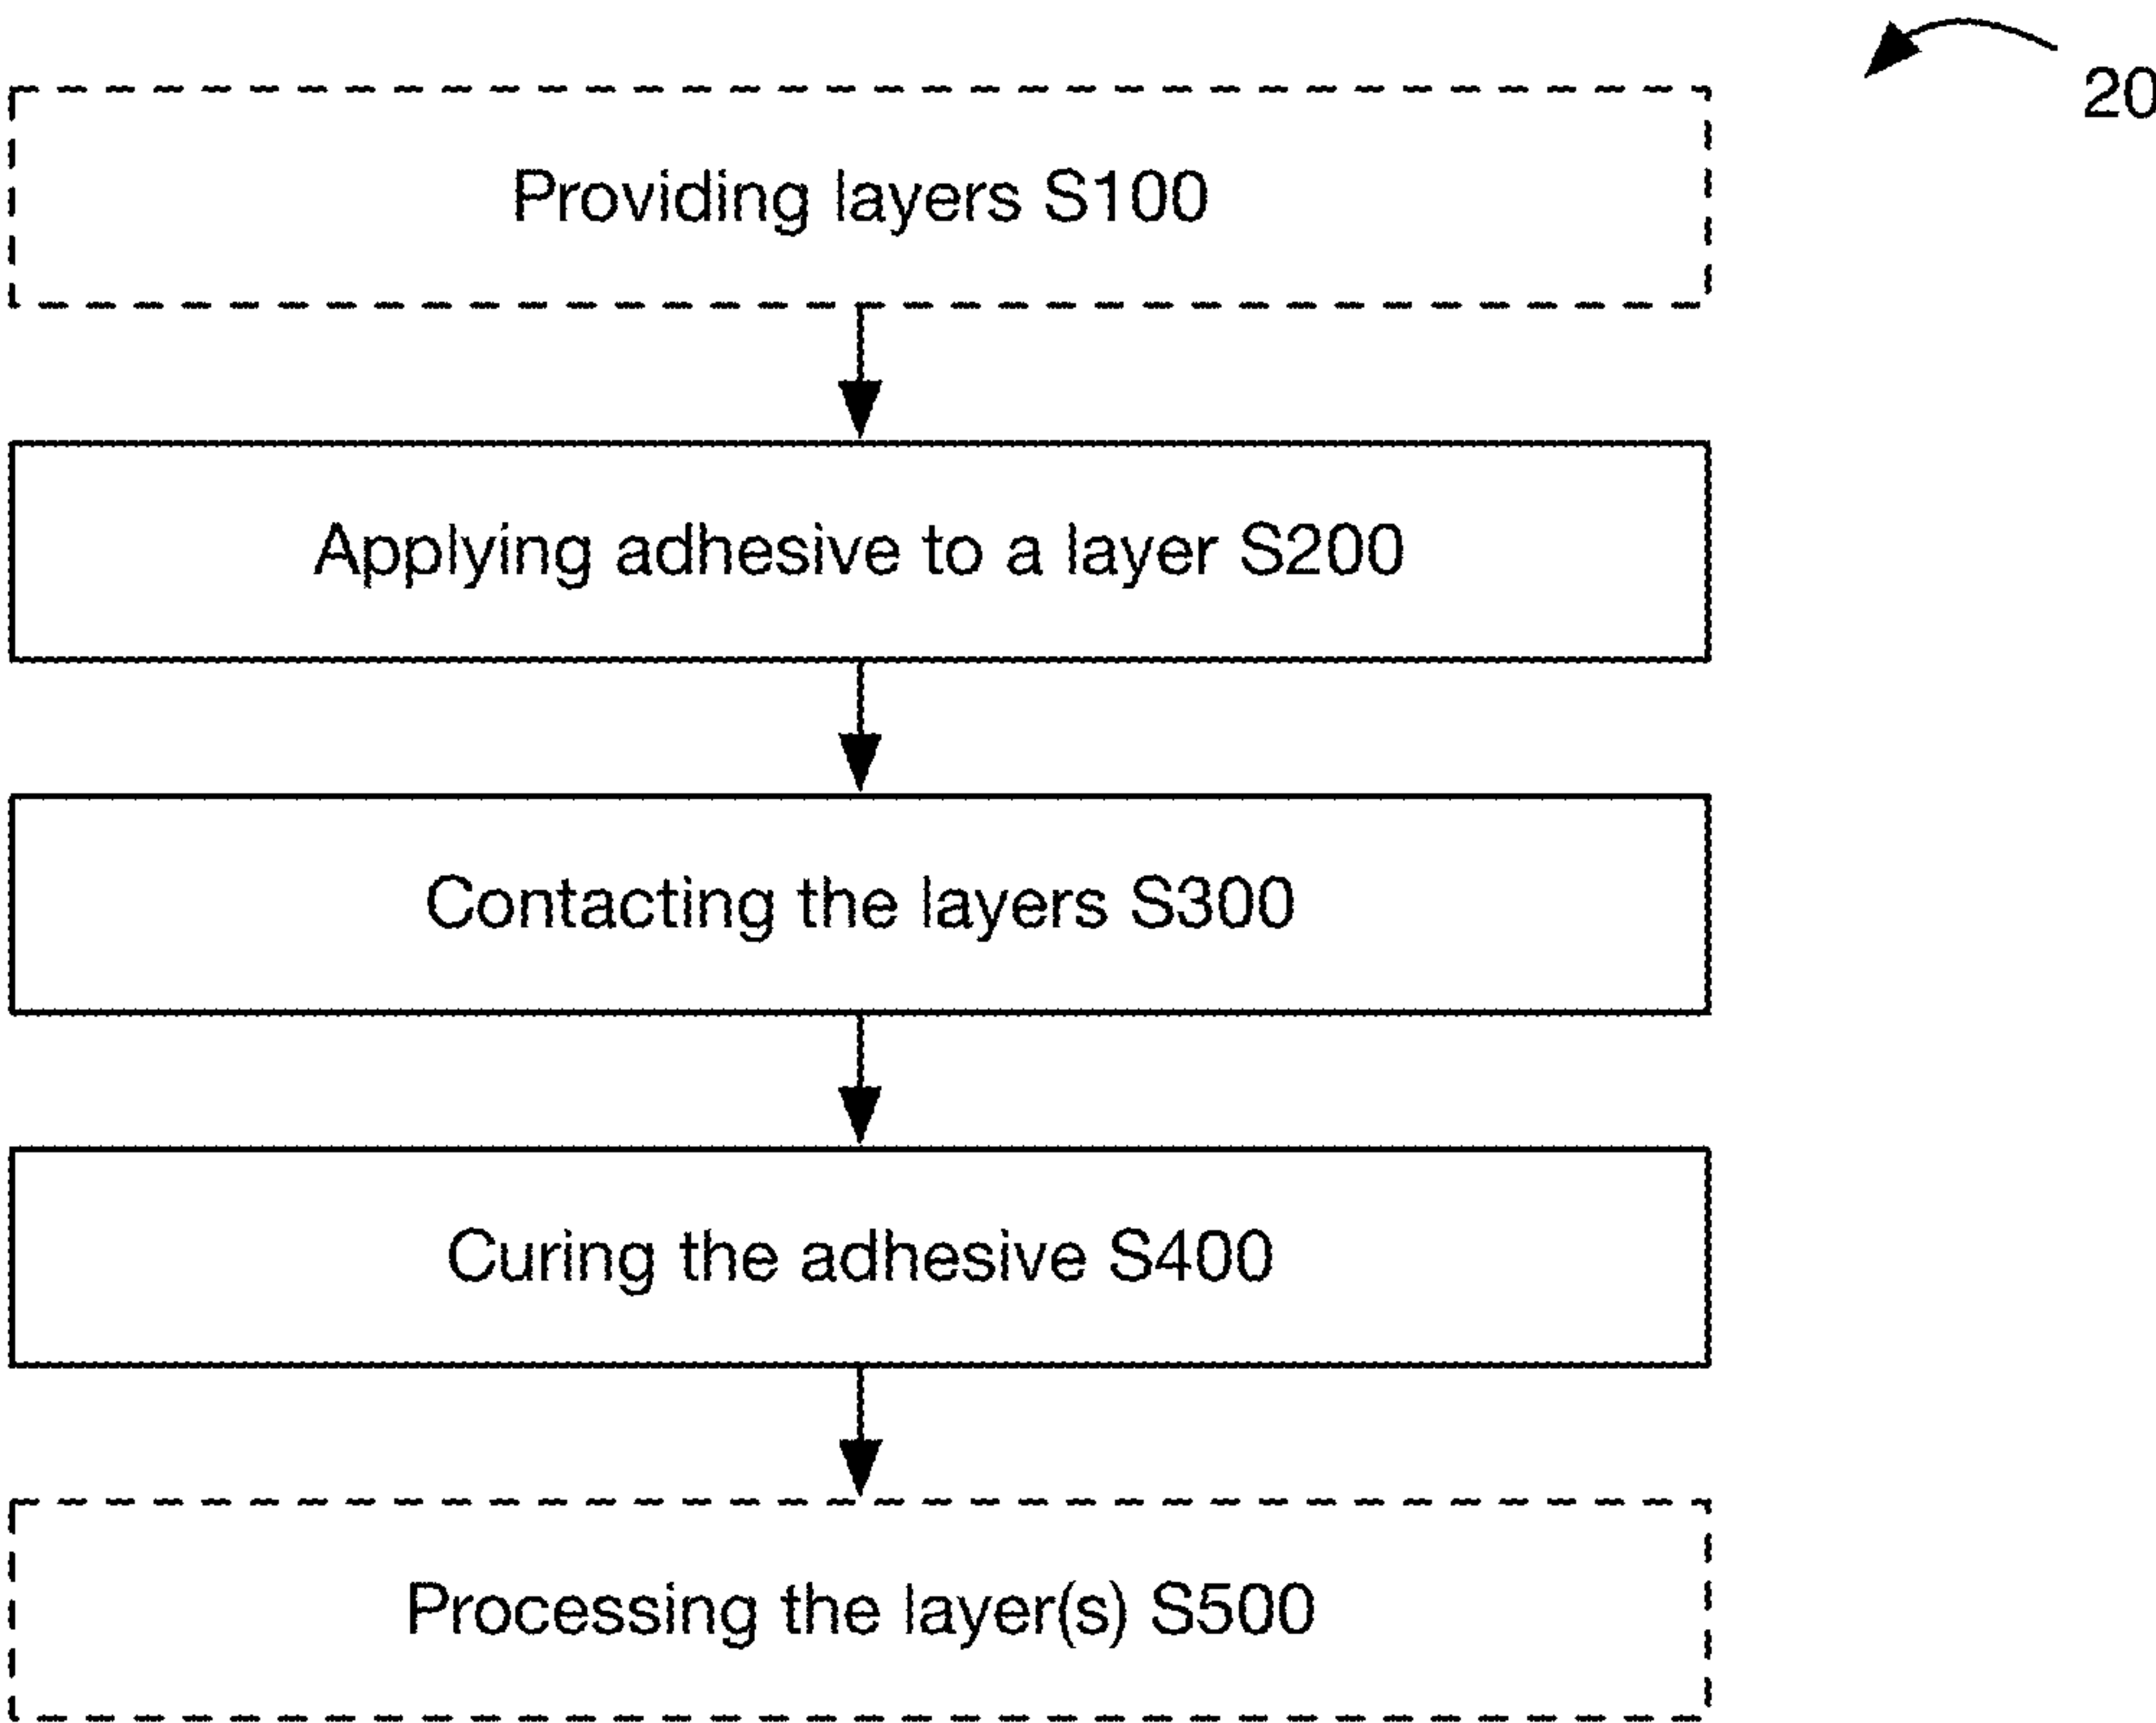 20
Providing layers S100
Applying adhesive to a layer S200
Contacting the layers S300
Curing the adhesive S400
Processing the layer(s) S500